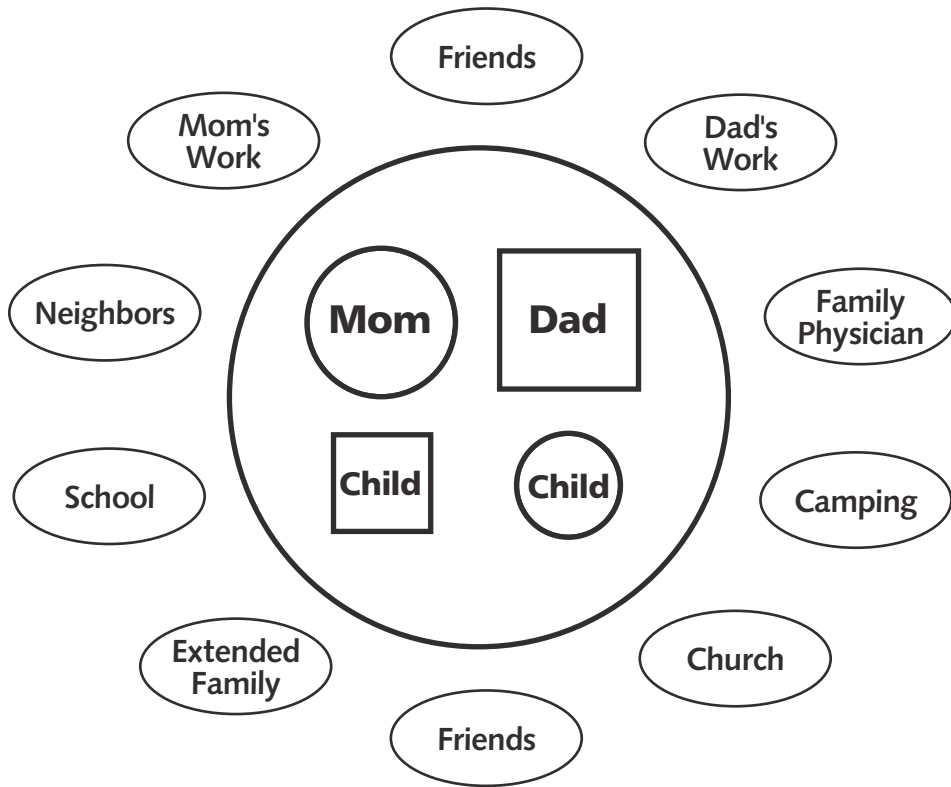 Friends
Mom's
Work
Dad's
Work
Neighbors
Mom
Dad
Family
Physician
School
Child
Child
Camping
Extended
Family
Church
Friends